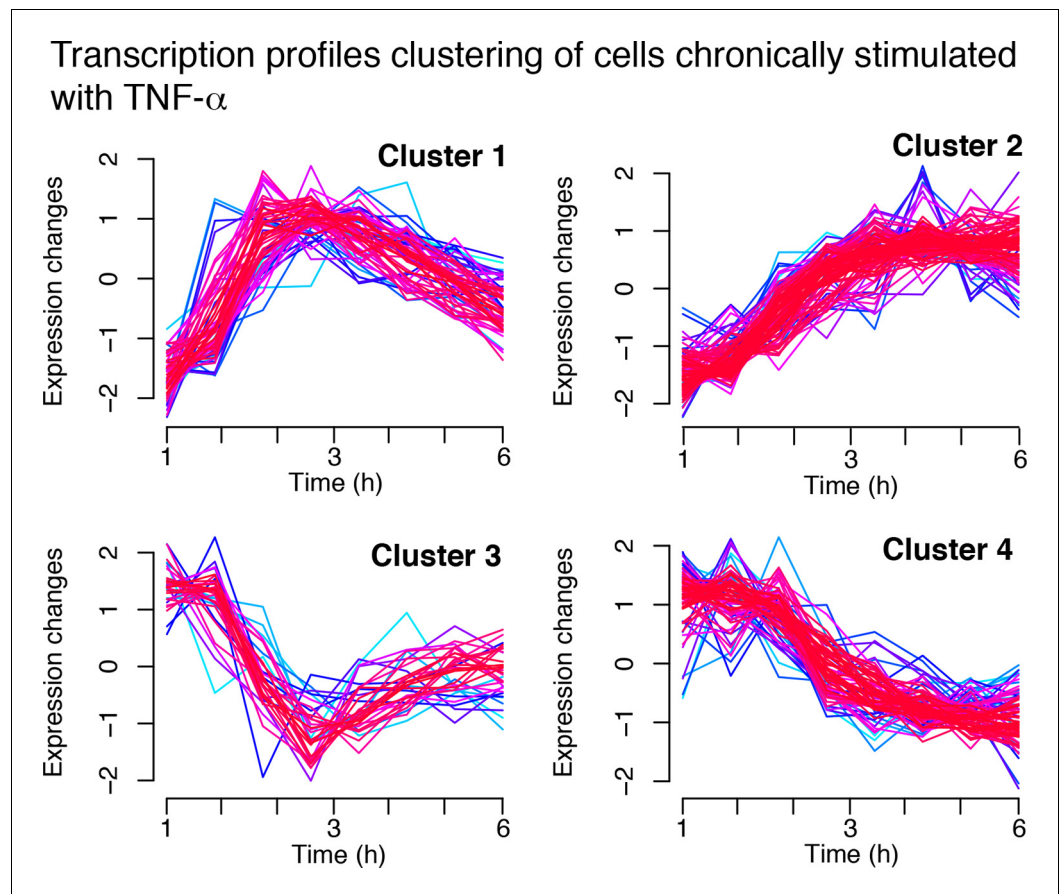 Transcription profiles clustering of cells chronically stimulated
with TNF-α
Cluster 1
Expression changes
2
1
0
−1
−2
1
3
6
Time (h)
Cluster 2
Expression changes
2
1
0
−1
−2
1
3
6
Time (h)
Cluster 3
Expression changes
2
1
0
−1
−2
1
3
6
Time (h)
Cluster 4
Expression changes
2
1
0
−1
−2
1
3
6
Time (h)